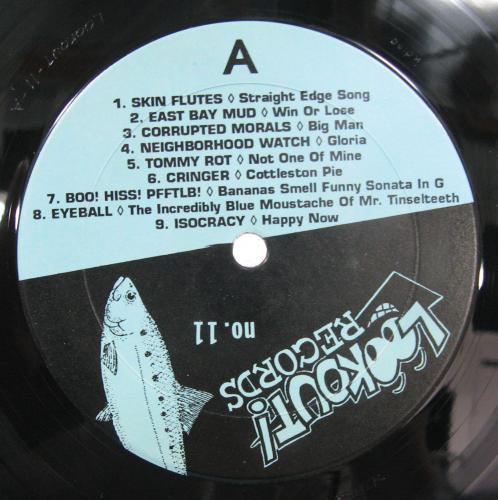 A
1. SKIN FLUTES ◊ Straight Edge Song
2. EAST BAY MUD ◊ Win Or Lose
3. CORRUPTED MORALS ◊ Big Man
4. NEIGHBORHOOD WATCH ◊ Gloria
5. TOMMY ROT ◊ Not One Of Mine
6. CRINGER ◊ Cottleston Pie
7. BOO! HISS! PFFTLB! ◊ Bananas Smell Funny Sonata In G
8. EYEBALL ◊ The Incredibly Blue Moustache Of Mr. Tinselteeth
9. ISOCRACY ◊ Happy Now
LOOKOUT!
RECORDS
no. 11